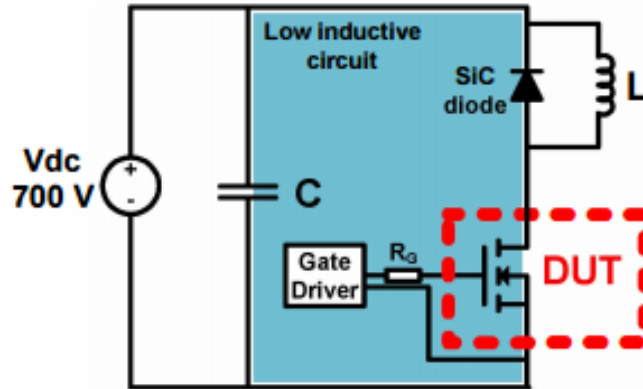 Low inductive
circuit
SiC
diode
L
Vdc
700 V
+
-
C
Gate
Driver
RG
DUT